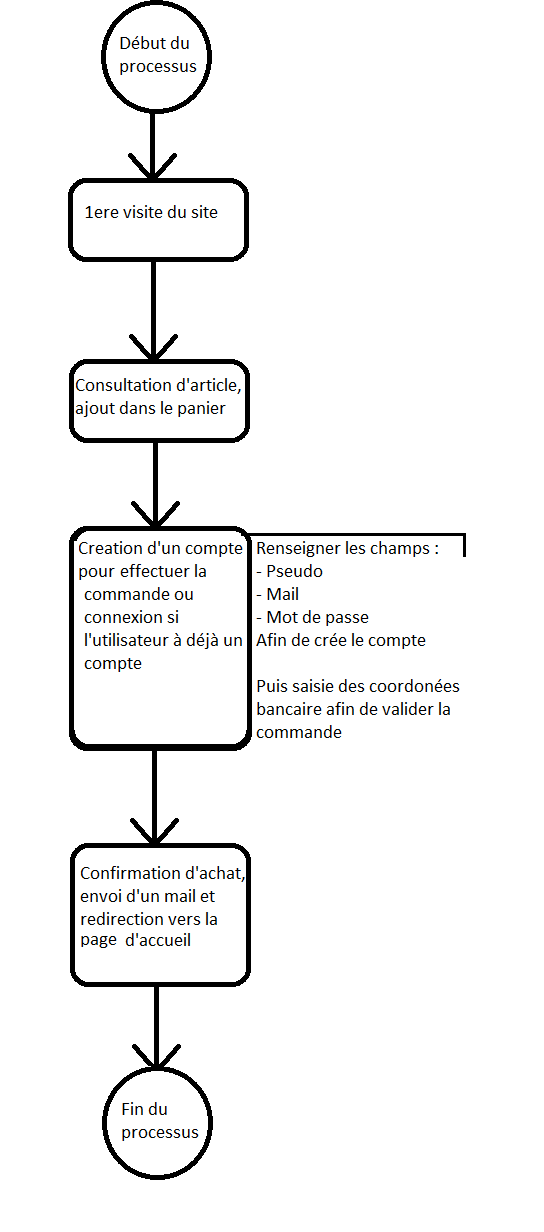 Début du
processus
1ere visite du site
Consultation d'article,
ajout dans le panier
Creation d'un compte
pour effectuer la
commande ou
connexion si
l'utilisateur à déjà un
compte
Renseigner les champs :
- Pseudo
- Mail
- Mot de passe
Afin de crée le compte
Puis saisie des coordonées
bancaire afin de valider la
commande
Confirmation d'achat,
envoi d'un mail et
redirection vers la
page d'accueil
Fin du
processus